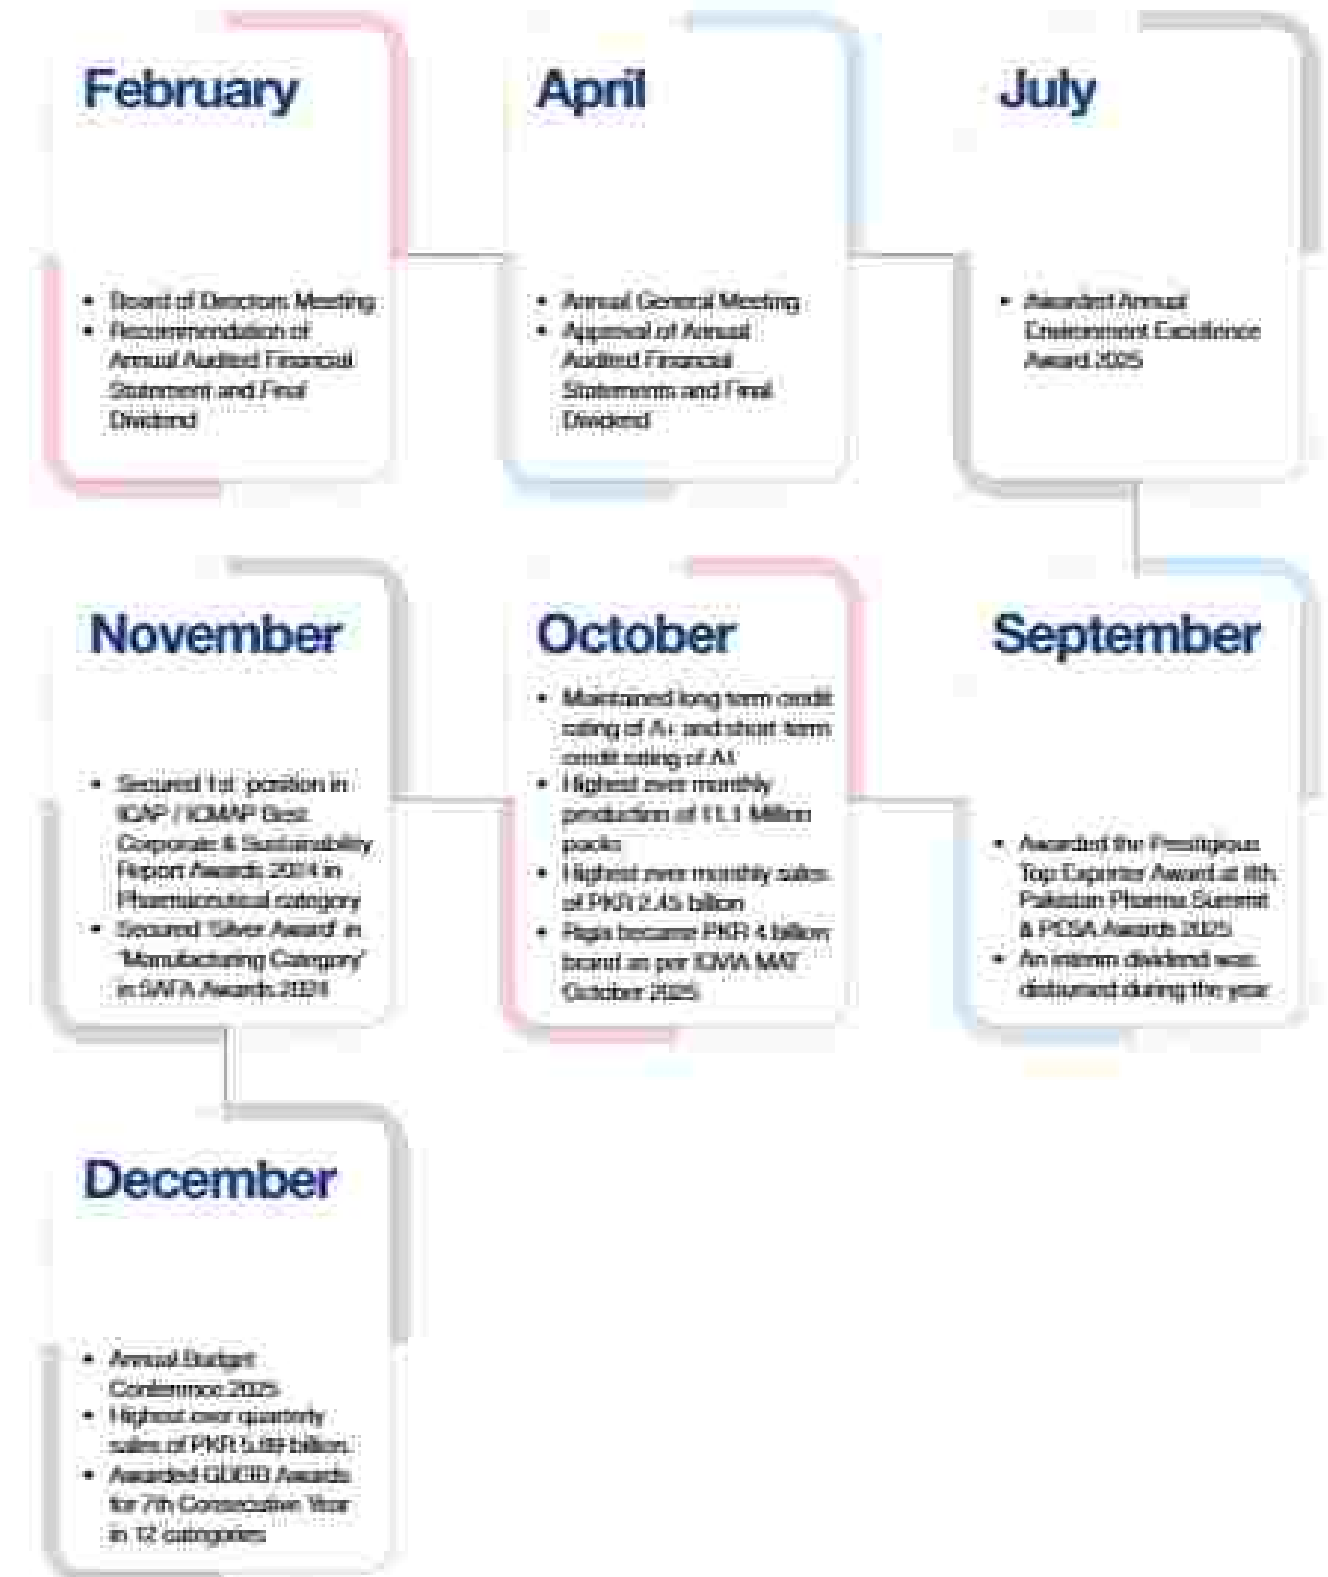 February
• Board of Directors Meeting
• Recommendation of
Annual Audited Financial
Statement and Final
Dividend
April
• Annual General Meeting
• Approval of Annual
Audited Financial
Statements and Final
Dividend
July
• Awarded Annual
Environment Excellence
Award 2025
September
• Awarded the Prestigious
Top Exporter Award at 8th
Pakistan Pharma Summit
& PCSA Awards 2025
• An interim dividend was
disbursed during the year
October
• Maintained long term credit
rating of A+ and short term
credit rating of A1
• Highest ever monthly
production of 11.1 Million
packs
• Highest ever monthly sales
of PKR 2.45 billion
• became PKR 4 billion
brand as per IQVIA MAT
October 2025
November
• Secured 1st position in
ICAP / ICMAP Best
Corporate & Sustainability
Report Awards 2024 in
Pharmaceutical category
• Secured 'Silver Award' in
'Manufacturing Category'
in SAFA Awards 2024
December
• Annual Budget
Conference 2025
• Highest ever quarterly
sales of PKR billion
• Awarded GDEIB Awards
for 7th Consecutive Year
in 12 categories